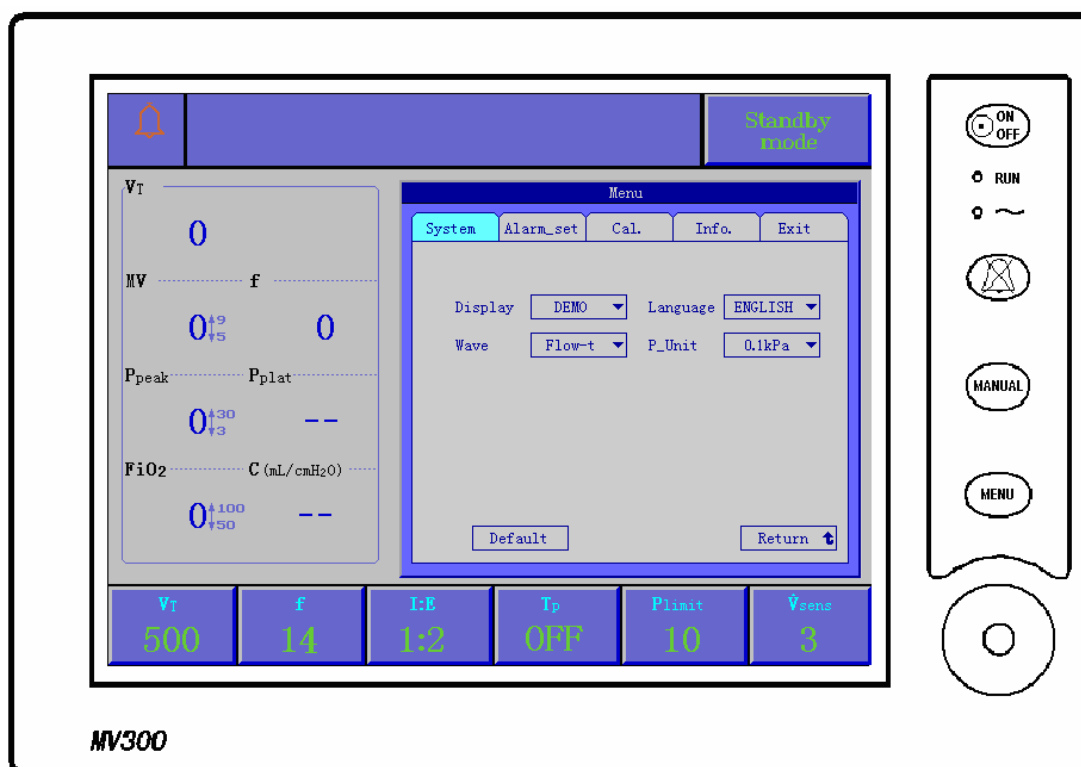 Standby
mode
ON
OFF
RUN
MANUAL
MENU
VT
0
MV f
0 9 5 0
Ppeak Pplat
0 30 3 --
FiO2 C (mL/cmH2O)
0 100 50 --
Menu
System Alarm_set Cal. Info. Exit
Display DEMO Language ENGLISH
Wave Flow-t P_Unit 0.1kPa
Default Return
VT f I:E Tp Plimit V̇sens
500 14 1:2 OFF 10 3
MV300